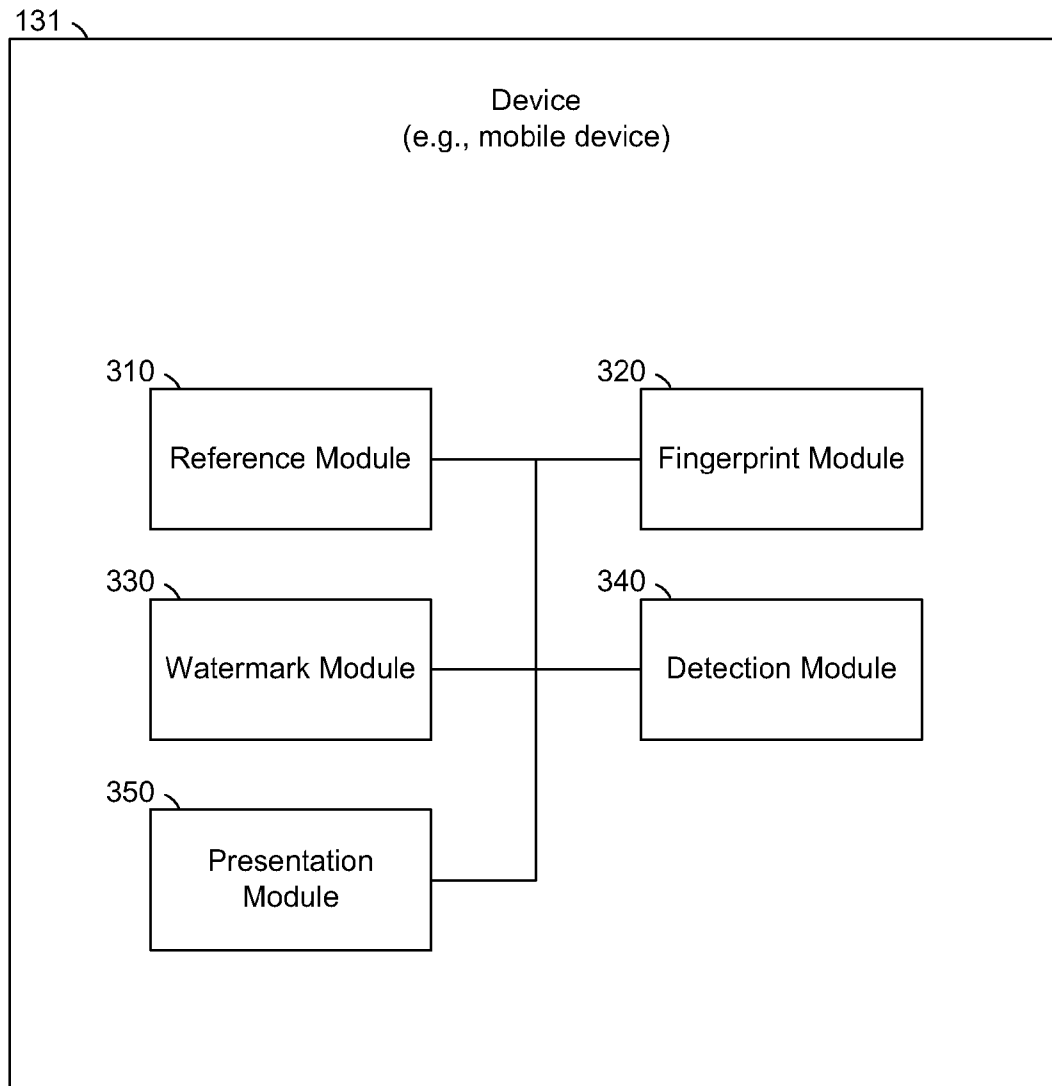 131
Device
(e.g., mobile device)
310
320
Reference Module
Fingerprint Module
330
340
Watermark Module
Detection Module
350
Presentation
Module